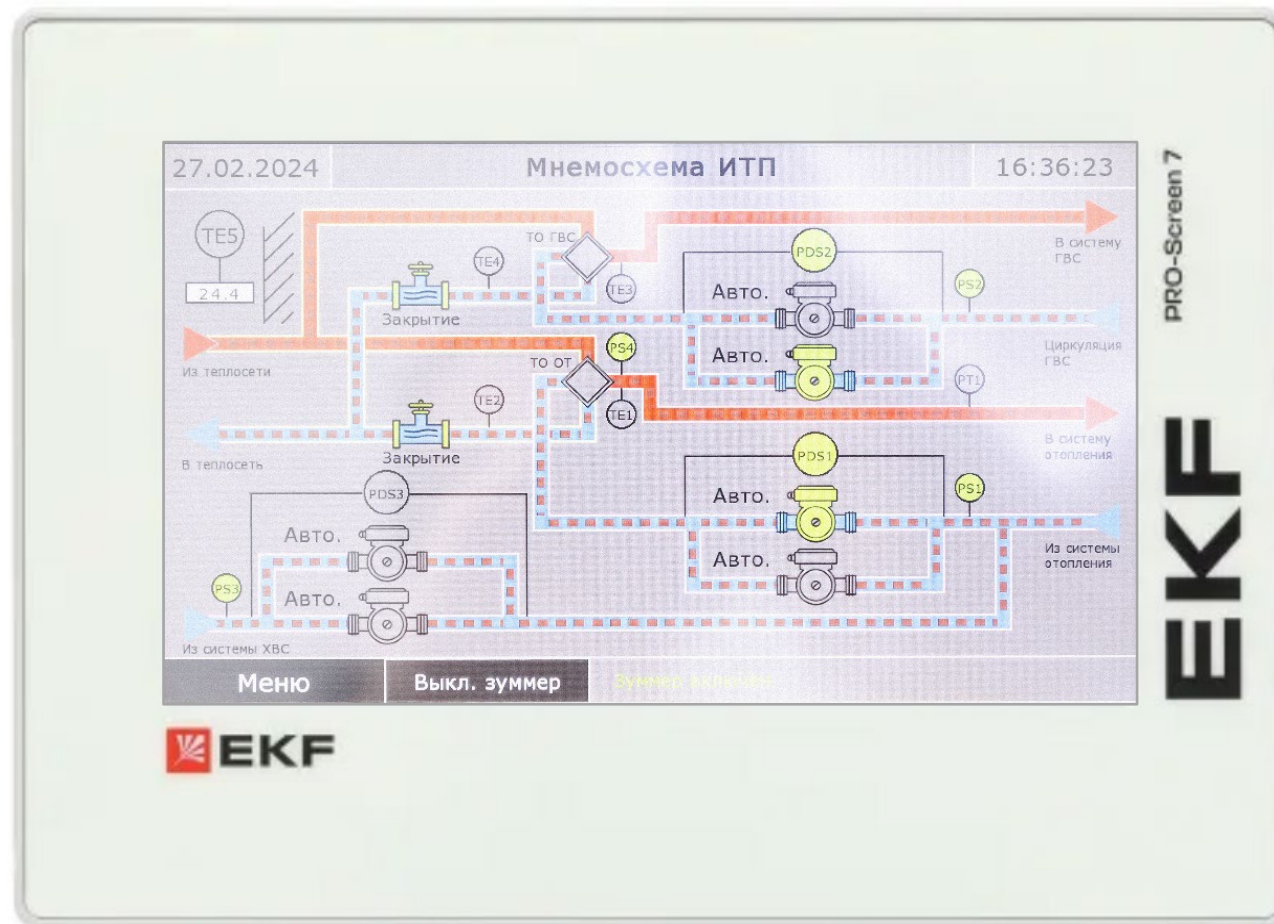 27.02.2024
Мнемосхема ИТП
16:36:23
TE5
24.4
ТО ГВС
TE4
TE3
PDS2
PS2
В систему
ГВС
Авто.
Закрытие
Из теплосети
PS4
ТО ОТ
Авто.
Циркуляция
ГВС
PT1
TE2
TE1
В систему
отопления
В теплосеть
Закрытие
PDS3
PDS1
PS1
Авто.
Авто.
Из системы
отопления
Авто.
PS3
Авто.
Из системы ХВС
Меню
Выкл. зуммер
Зуммер включен
EKF
PRO-Screen 7
EKF